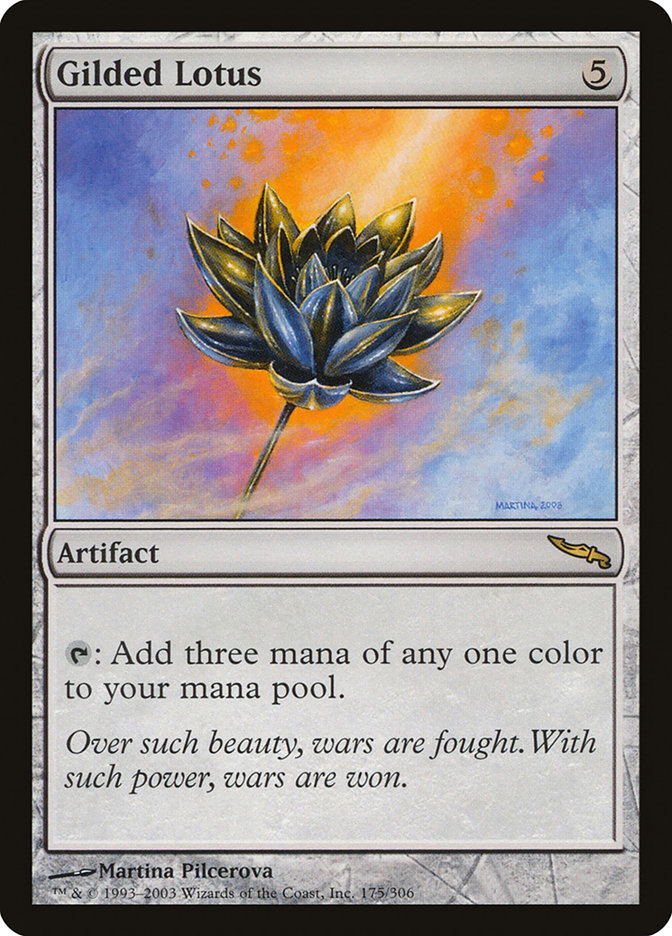 Gilded Lotus 5
MARTINA, 2003
Artifact
: Add three mana of any one color
to your mana pool.
Over such beauty, wars are fought. With
such power, wars are won.
Martina Pilcerova
™ & © 1993–2003 Wizards of the Coast, Inc. 175/306